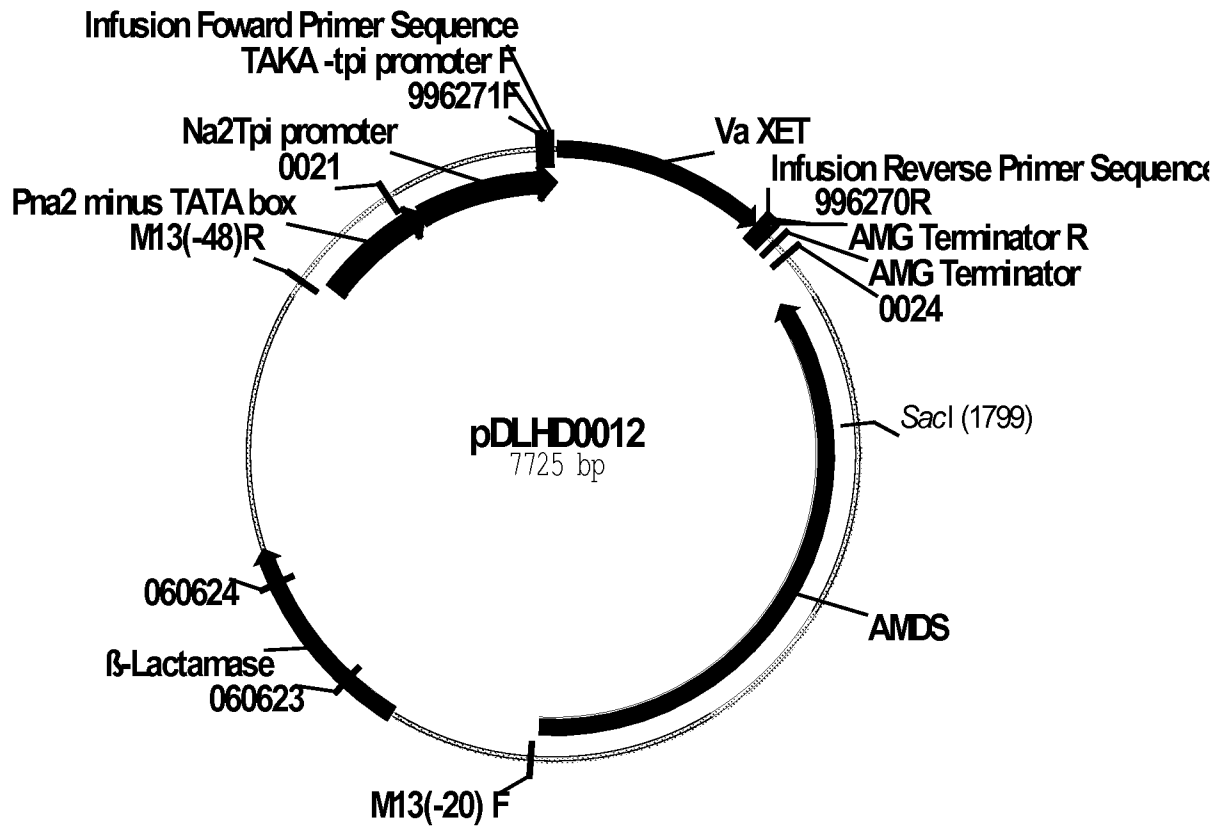 Infusion Foward Primer Sequence
TAKA -tpi promoter F
996271F
Na2Tpi promoter
0021
Pna2 minus TATA box
M13(-48)R
Va XET
Infusion Reverse Primer Sequence
996270R
AMG Terminator R
AMG Terminator
0024
SacI (1799)
pDLHD0012
7725 bp
AMDS
060624
ß-Lactamase
060623
M13(-20) F